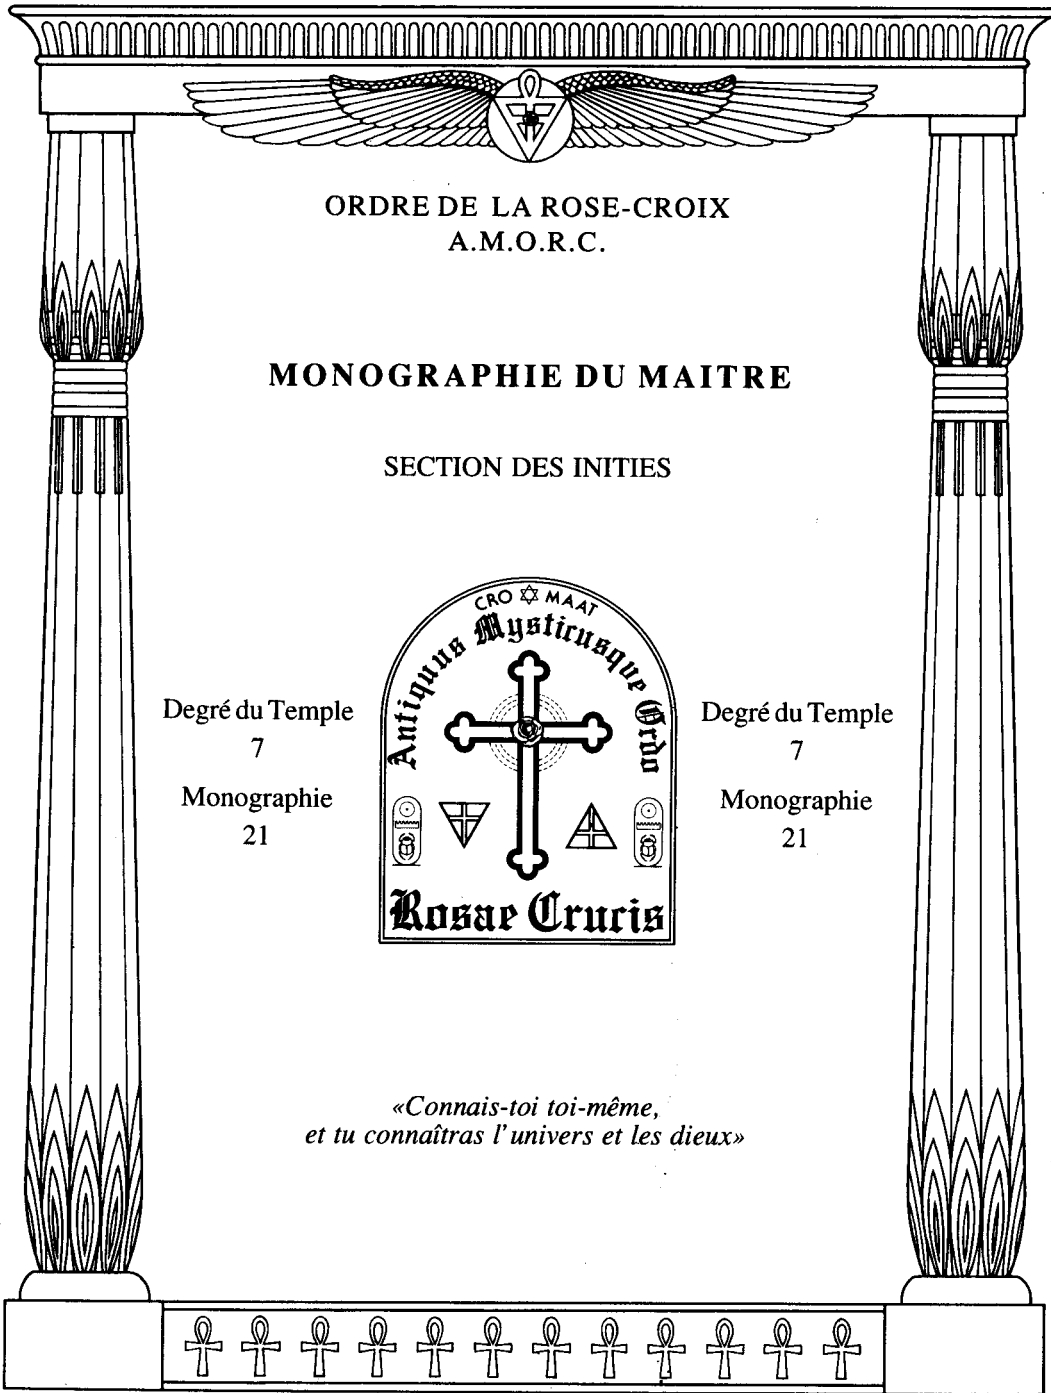 ORDRE DE LA ROSE-CROIX
A.M.O.R.C.
MONOGRAPHIE DU MAITRE
SECTION DES INITIES
CRO MAAT
Antiquus Mysticusque Ordo
Degré du Temple
7
Monographie
21
Degré du Temple
7
Monographie
21
Rosae Crucis
«Connais-toi toi-même,
et tu connaîtras l'univers et les dieux»